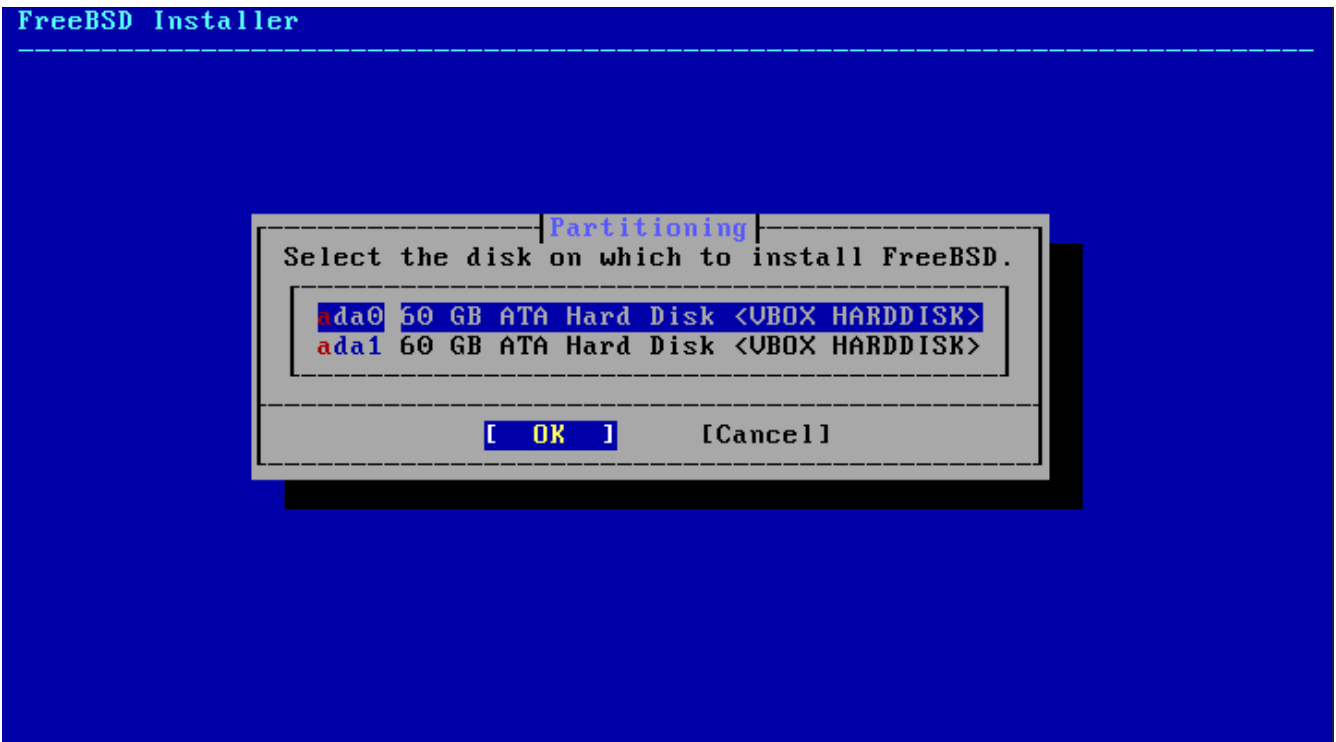 FreeBSD Installer
Partitioning
Select the disk on which to install FreeBSD.
ada0 60 GB ATA Hard Disk <VBOX HARDDISK>
ada1 60 GB ATA Hard Disk <VBOX HARDDISK>
[ OK ] [Cancel]